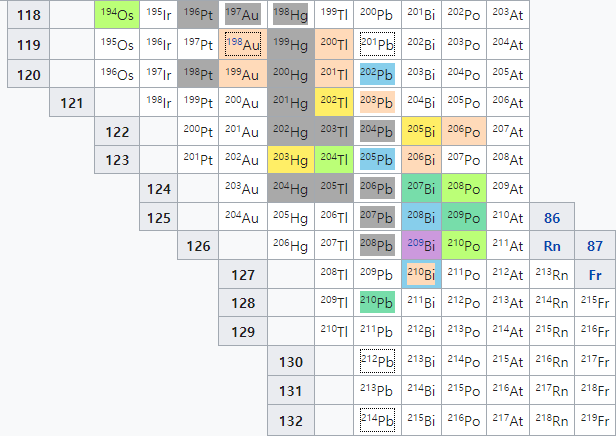 118 ¹⁹⁴Os ¹⁹⁵Ir ¹⁹⁶Pt ¹⁹⁷Au ¹⁹⁸Hg ¹⁹⁹Tl ²⁰⁰Pb ²⁰¹Bi ²⁰²Po ²⁰³At
119 ¹⁹⁵Os ¹⁹⁶Ir ¹⁹⁷Pt ¹⁹⁸Au ¹⁹⁹Hg ²⁰⁰Tl ²⁰¹Pb ²⁰²Bi ²⁰³Po ²⁰⁴At
120 ¹⁹⁶Os ¹⁹⁷Ir ¹⁹⁸Pt ¹⁹⁹Au ²⁰⁰Hg ²⁰¹Tl ²⁰²Pb ²⁰³Bi ²⁰⁴Po ²⁰⁵At
121 ¹⁹⁸Ir ¹⁹⁹Pt ²⁰⁰Au ²⁰¹Hg ²⁰²Tl ²⁰³Pb ²⁰⁴Bi ²⁰⁵Po ²⁰⁶At
122 ²⁰⁰Pt ²⁰¹Au ²⁰²Hg ²⁰³Tl ²⁰⁴Pb ²⁰⁵Bi ²⁰⁶Po ²⁰⁷At
123 ²⁰¹Pt ²⁰²Au ²⁰³Hg ²⁰⁴Tl ²⁰⁵Pb ²⁰⁶Bi ²⁰⁷Po ²⁰⁸At
124 ²⁰³Au ²⁰⁴Hg ²⁰⁵Tl ²⁰⁶Pb ²⁰⁷Bi ²⁰⁸Po ²⁰⁹At
125 ²⁰⁴Au ²⁰⁵Hg ²⁰⁶Tl ²⁰⁷Pb ²⁰⁸Bi ²⁰⁹Po ²¹⁰At 86
126 ²⁰⁶Hg ²⁰⁷Tl ²⁰⁸Pb ²⁰⁹Bi ²¹⁰Po ²¹¹At Rn 87
127 ²⁰⁸Tl ²⁰⁹Pb ²¹⁰Bi ²¹¹Po ²¹²At ²¹³Rn Fr
128 ²⁰⁹Tl ²¹⁰Pb ²¹¹Bi ²¹²Po ²¹³At ²¹⁴Rn ²¹⁵Fr
129 ²¹⁰Tl ²¹¹Pb ²¹²Bi ²¹³Po ²¹⁴At ²¹⁵Rn ²¹⁶Fr
130 ²¹²Pb ²¹³Bi ²¹⁴Po ²¹⁵At ²¹⁶Rn ²¹⁷Fr
131 ²¹³Pb ²¹⁴Bi ²¹⁵Po ²¹⁶At ²¹⁷Rn ²¹⁸Fr
132 ²¹⁴Pb ²¹⁵Bi ²¹⁶Po ²¹⁷At ²¹⁸Rn ²¹⁹Fr